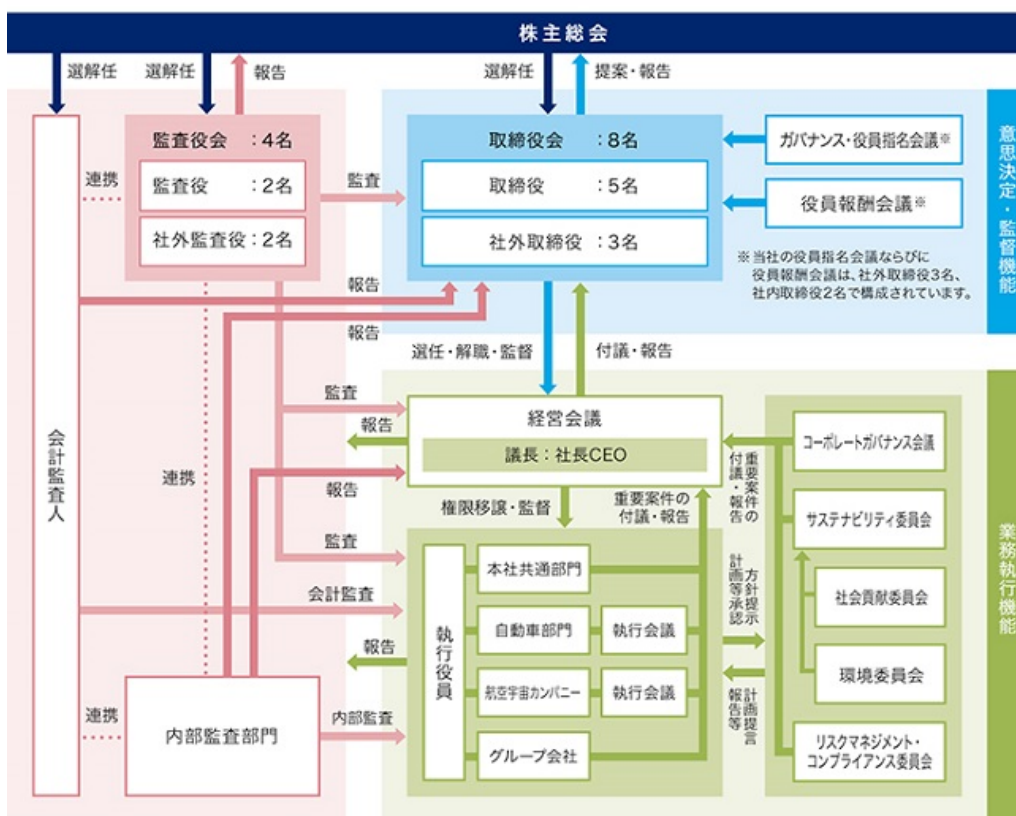 株主総会
選解任
選解任
報告
選解任
提案・報告
監査役会 :4名
監査役 :2名
社外監査役:2名
連携
監査
取締役会 :8名
取締役 :5名
社外取締役 :3名
ガバナンス・役員指名会議※
役員報酬会議※
※当社の役員指名会議ならびに
役員報酬会議は、社外取締役3名、
社内取締役2名で構成されています。
意思決定・監督機能
報告
報告
選任・解職・監督
付議・報告
会計監査人
連携
監査
報告
報告
経営会議
議長:社長CEO
権限移譲・監督
重要案件の
付議・報告
重要案件の
付議・報告
コーポレートガバナンス会議
サステナビリティ委員会
社会貢献委員会
環境委員会
リスクマネジメント・
コンプライアンス委員会
業務執行機能
監査
会計監査
報告
執行役員
本社共通部門
自動車部門
執行会議
航空宇宙カンパニー
執行会議
グループ会社
方針提示
計画等承認
計画提言
報告等
連携
内部監査部門
内部監査